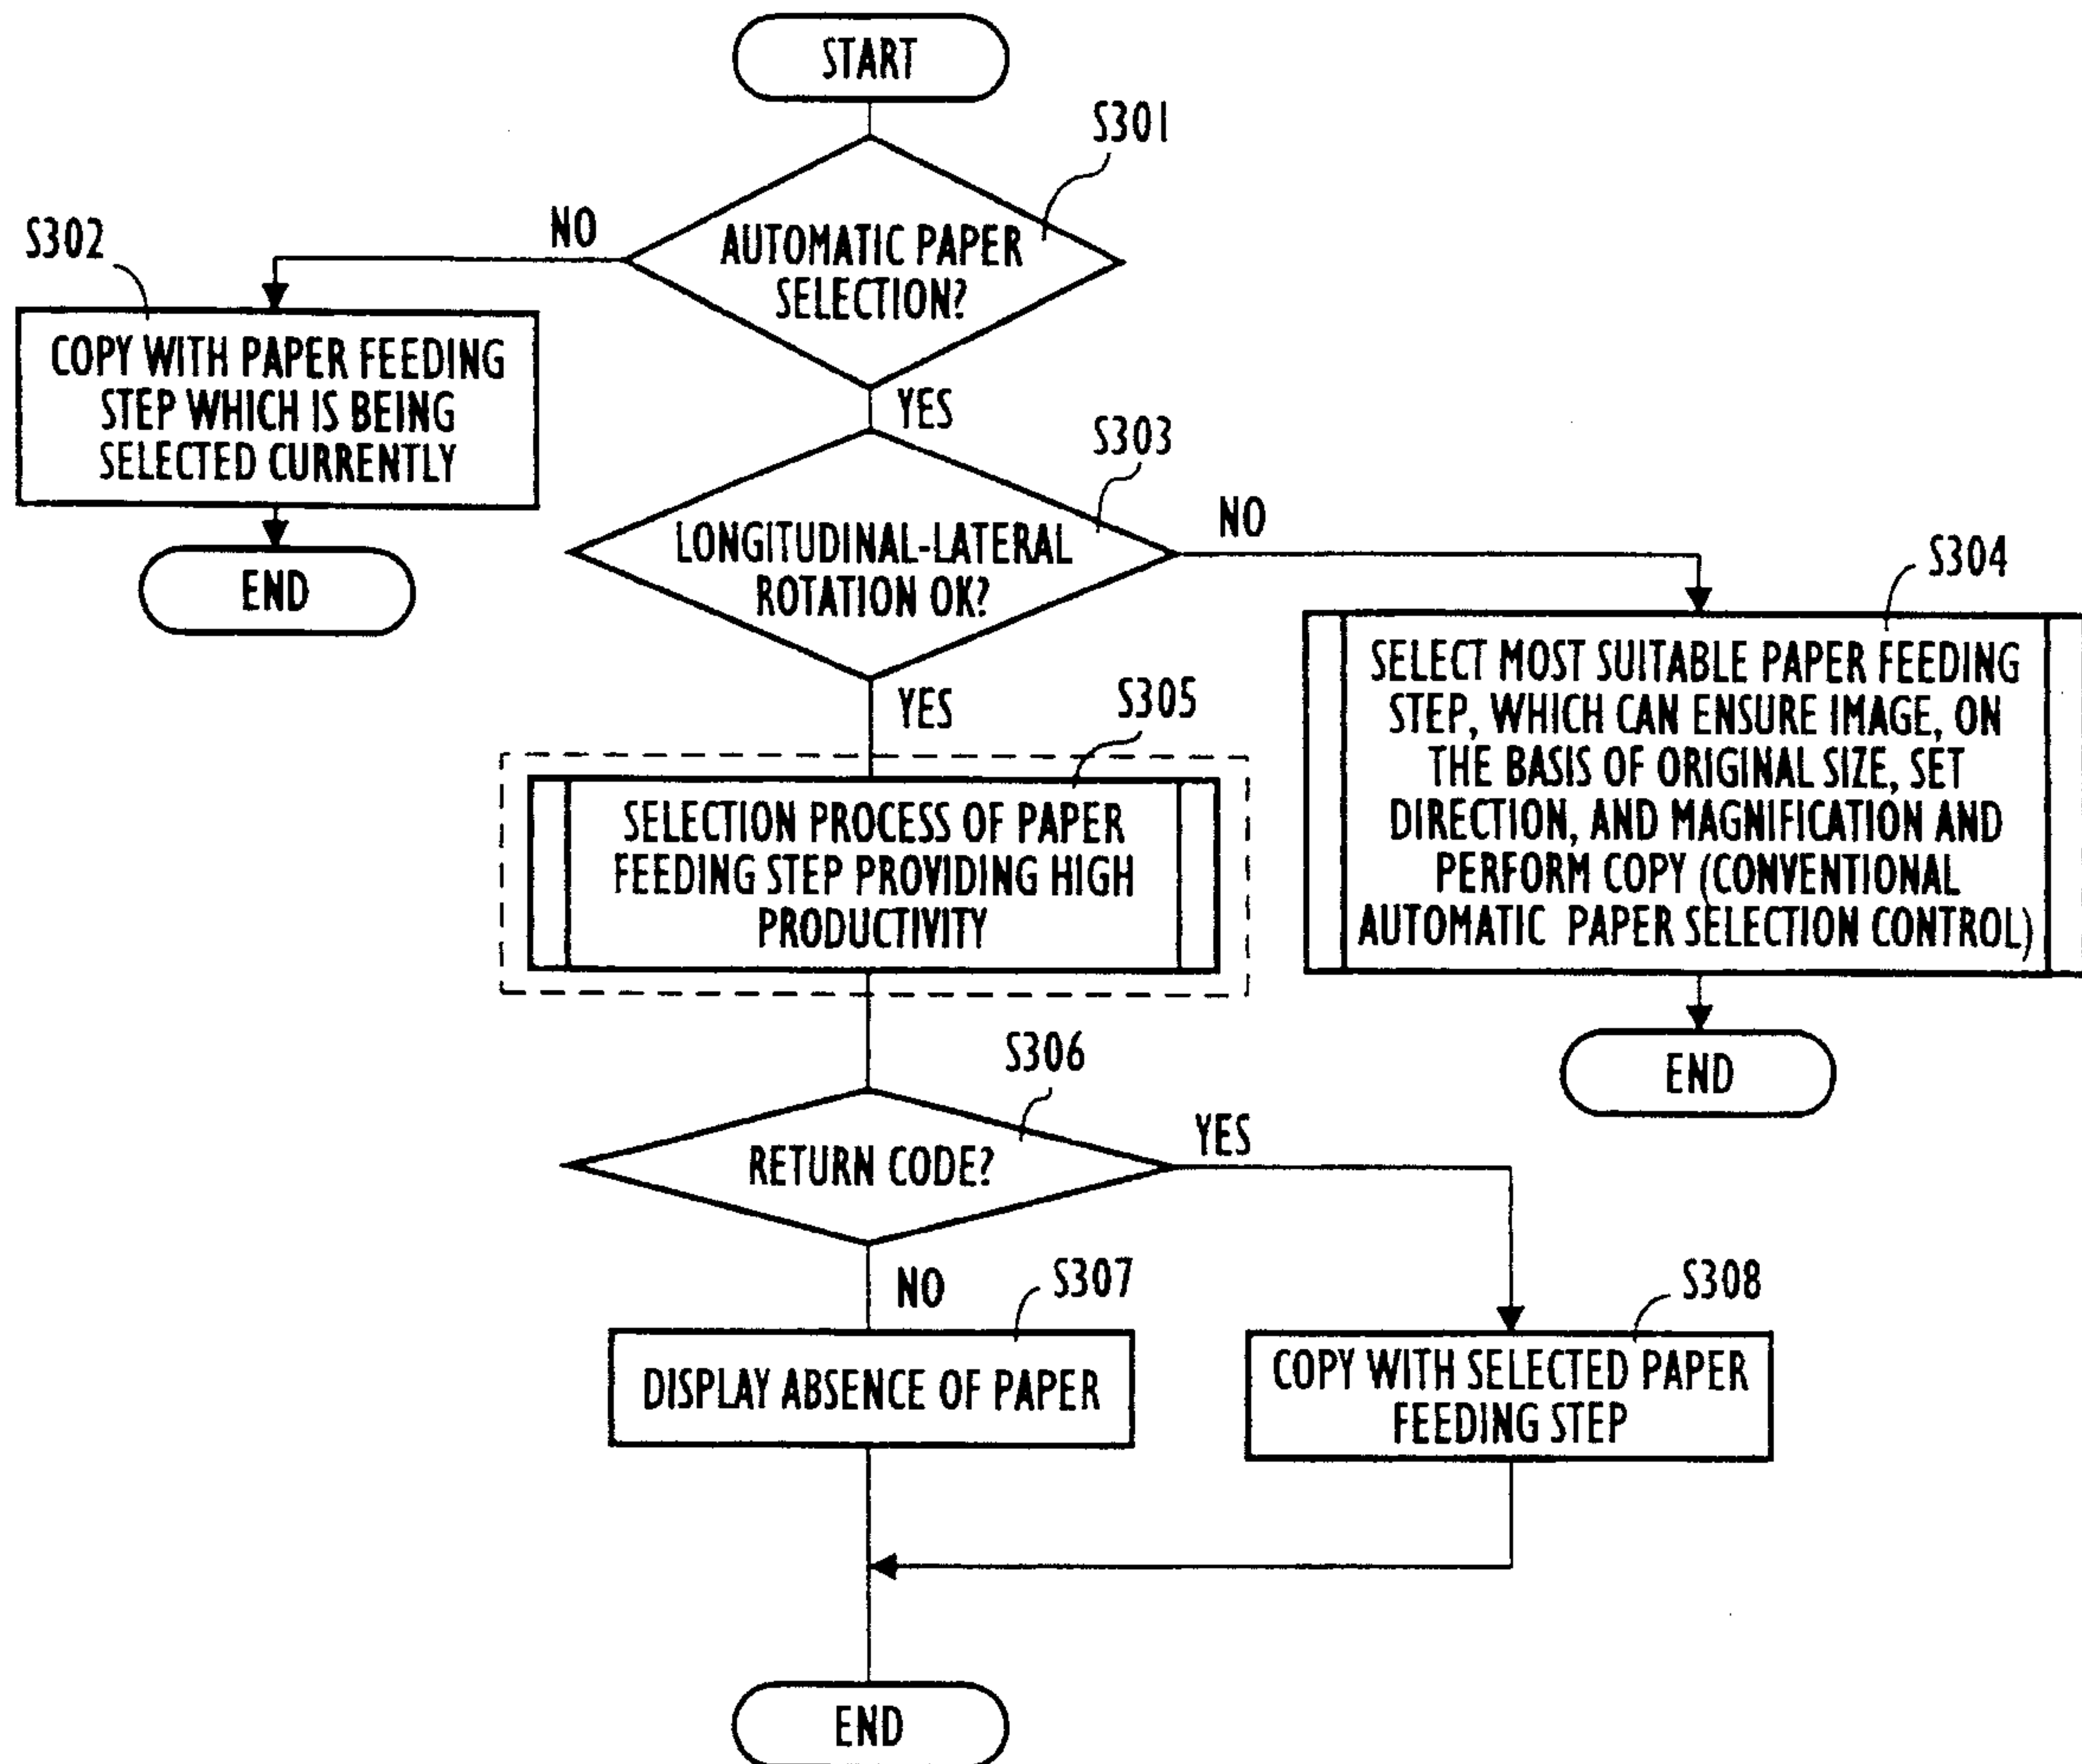 START
S301
AUTOMATIC PAPER
SELECTION?
NO
S302
COPY WITH PAPER FEEDING
STEP WHICH IS BEING
SELECTED CURRENTLY
END
YES
S303
LONGITUDINAL-LATERAL
ROTATION OK?
NO
S304
SELECT MOST SUITABLE PAPER FEEDING
STEP, WHICH CAN ENSURE IMAGE, ON
THE BASIS OF ORIGINAL SIZE, SET
DIRECTION, AND MAGNIFICATION AND
PERFORM COPY (CONVENTIONAL
AUTOMATIC PAPER SELECTION CONTROL)
END
YES
S305
SELECTION PROCESS OF PAPER
FEEDING STEP PROVIDING HIGH
PRODUCTIVITY
S306
RETURN CODE?
YES
NO
S307
DISPLAY ABSENCE OF PAPER
S308
COPY WITH SELECTED PAPER
FEEDING STEP
END